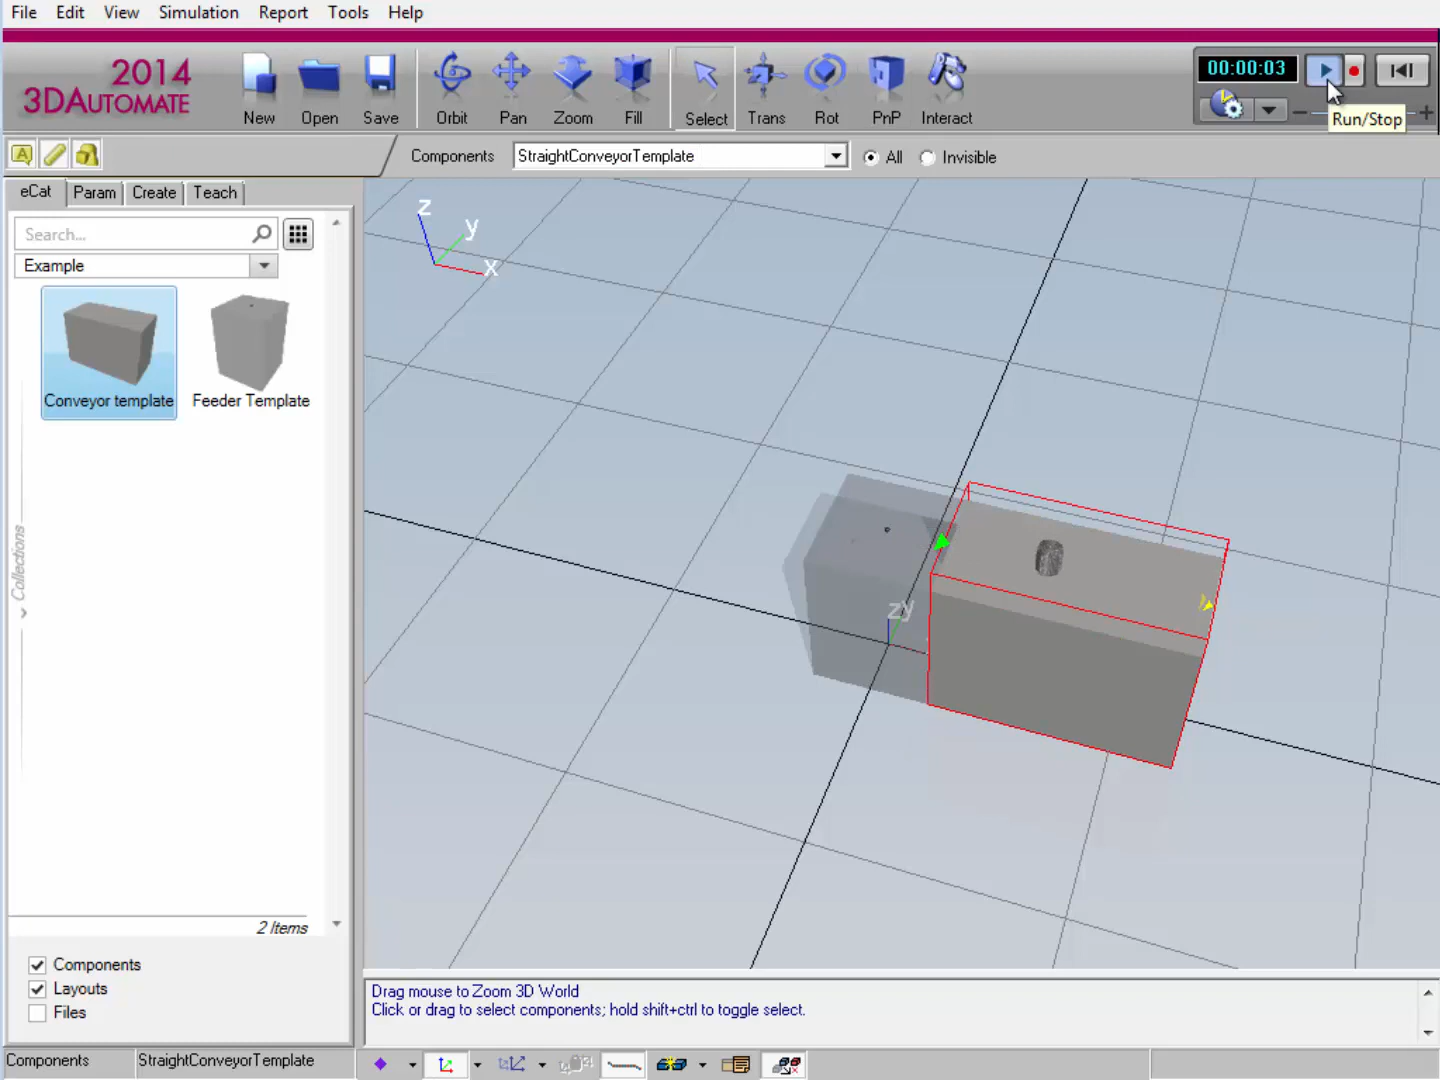 File Edit View Simulation Report Tools Help
2014
3DAUTOMATE
New Open Save Orbit Pan Zoom Fill Select Trans Rot PnP Interact
00:00:03
Run/Stop
Components StraightConveyorTemplate All Invisible
eCat Param Create Teach
Search...
Example
Conveyor template Feeder Template
Collections
z
y
x
zy
2 Items
Components
Layouts
Files
Drag mouse to Zoom 3D World
Click or drag to select components; hold shift+ctrl to toggle select.
Components StraightConveyorTemplate